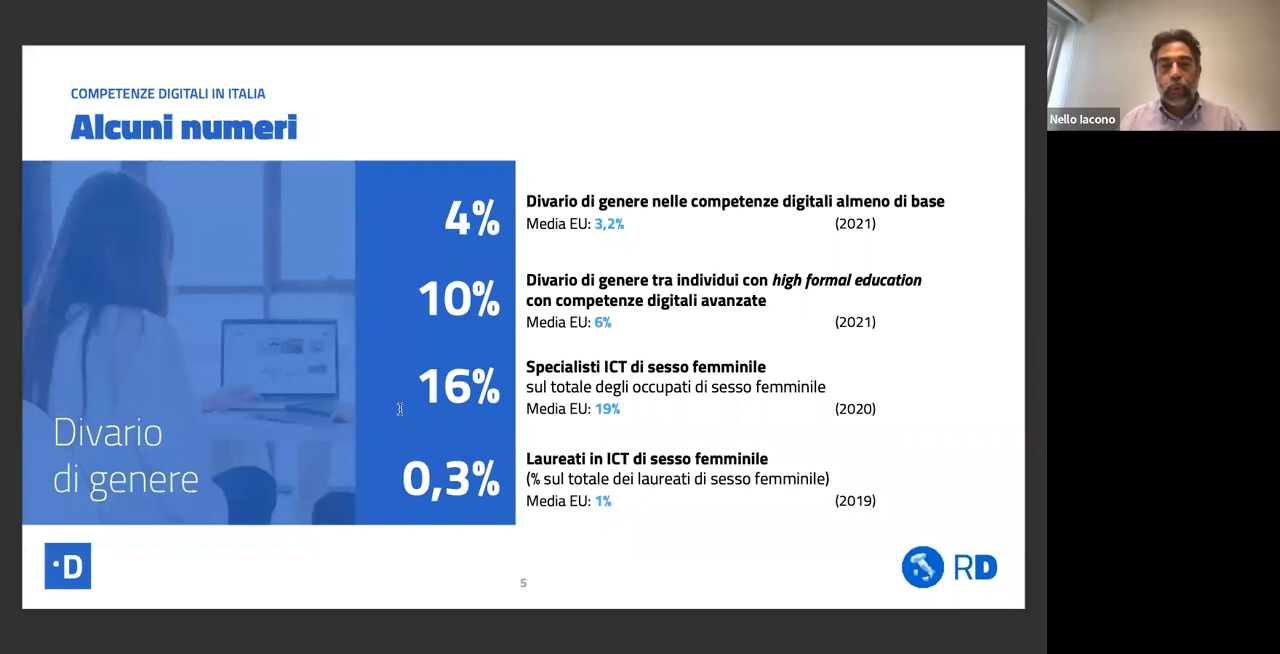 COMPETENZE DIGITALI IN ITALIA
Alcuni numeri
Divario
di genere
4%
Divario di genere nelle competenze digitali almeno di base
Media EU: 3,2% (2021)
10%
Divario di genere tra individui con high formal education
con competenze digitali avanzate
Media EU: 6% (2021)
16%
Specialisti ICT di sesso femminile
sul totale degli occupati di sesso femminile
Media EU: 19% (2020)
0,3%
Laureati in ICT di sesso femminile
(% sul totale dei laureati di sesso femminile)
Media EU: 1% (2019)
·D
5
RD
Nello Iacono